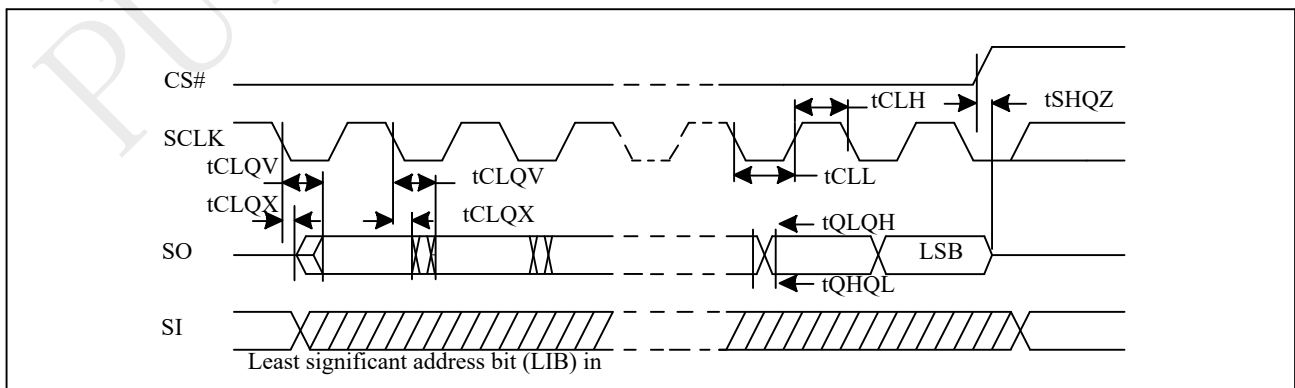 PU
CS#
tCLH
tSHQZ
SCLK
tCLQV
tCLQV
tCLL
tCLQX
tCLQX
tQLQH
SO
LSB
tQHQL
SI
Least significant address bit (LIB) in